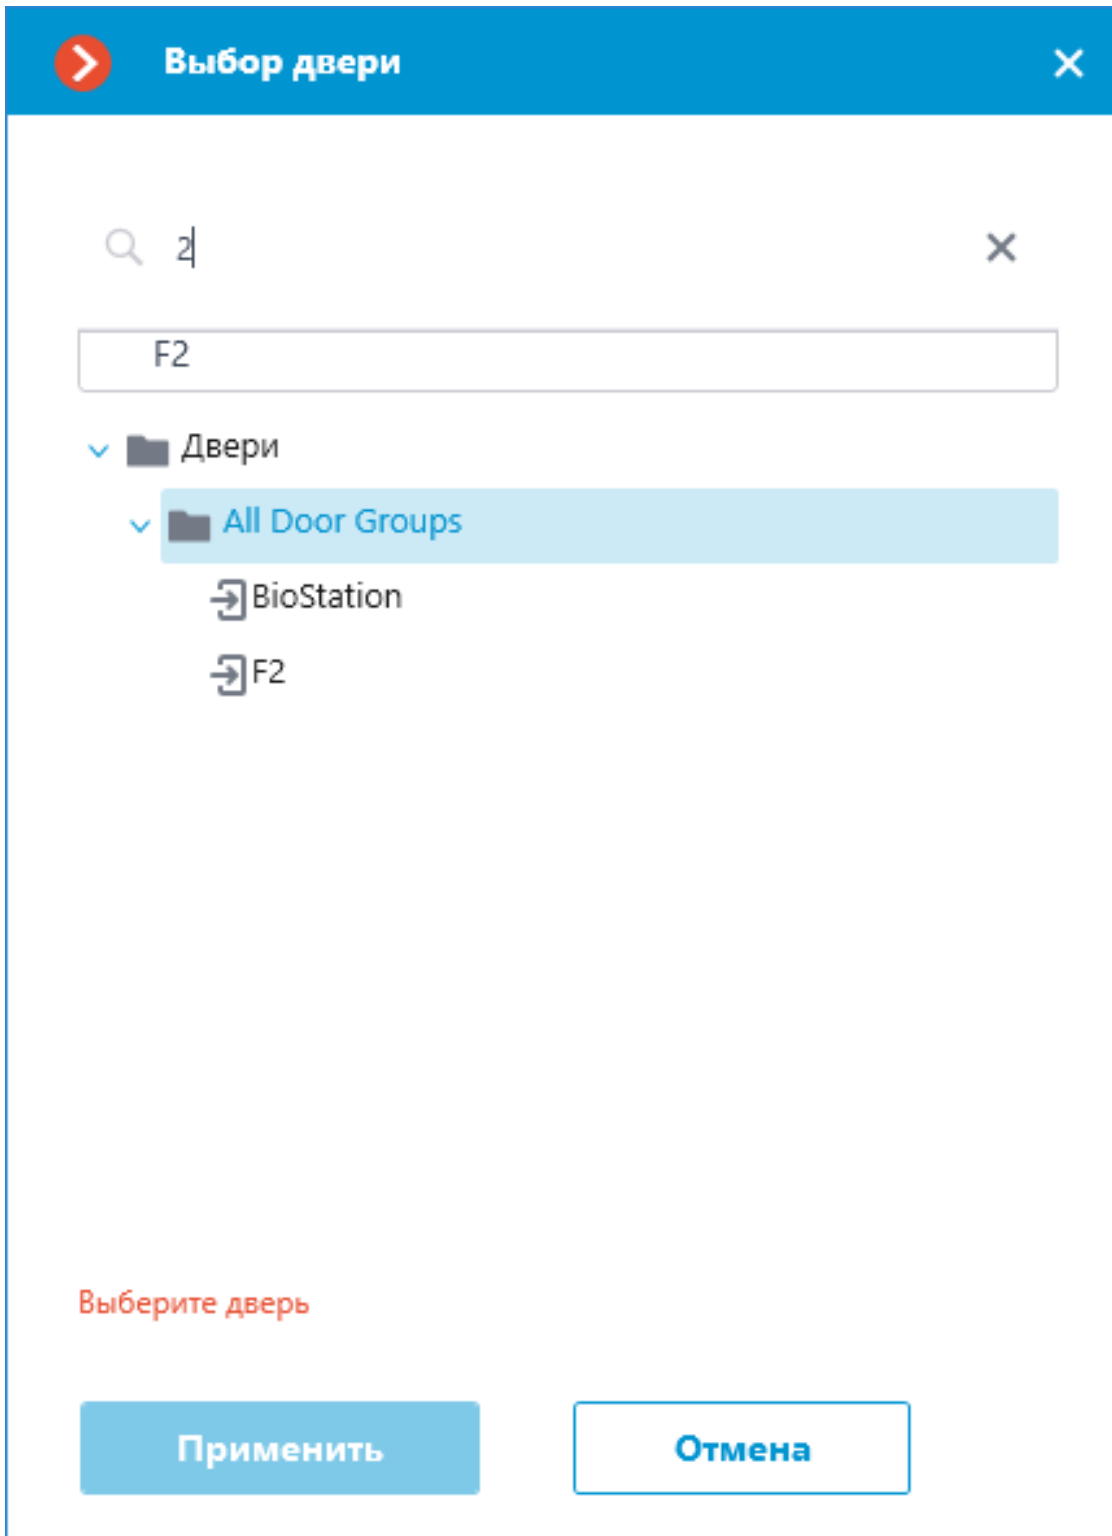 Выбор двери
2
F2
Двери
All Door Groups
BioStation
F2
Выберите дверь
Применить
Отмена